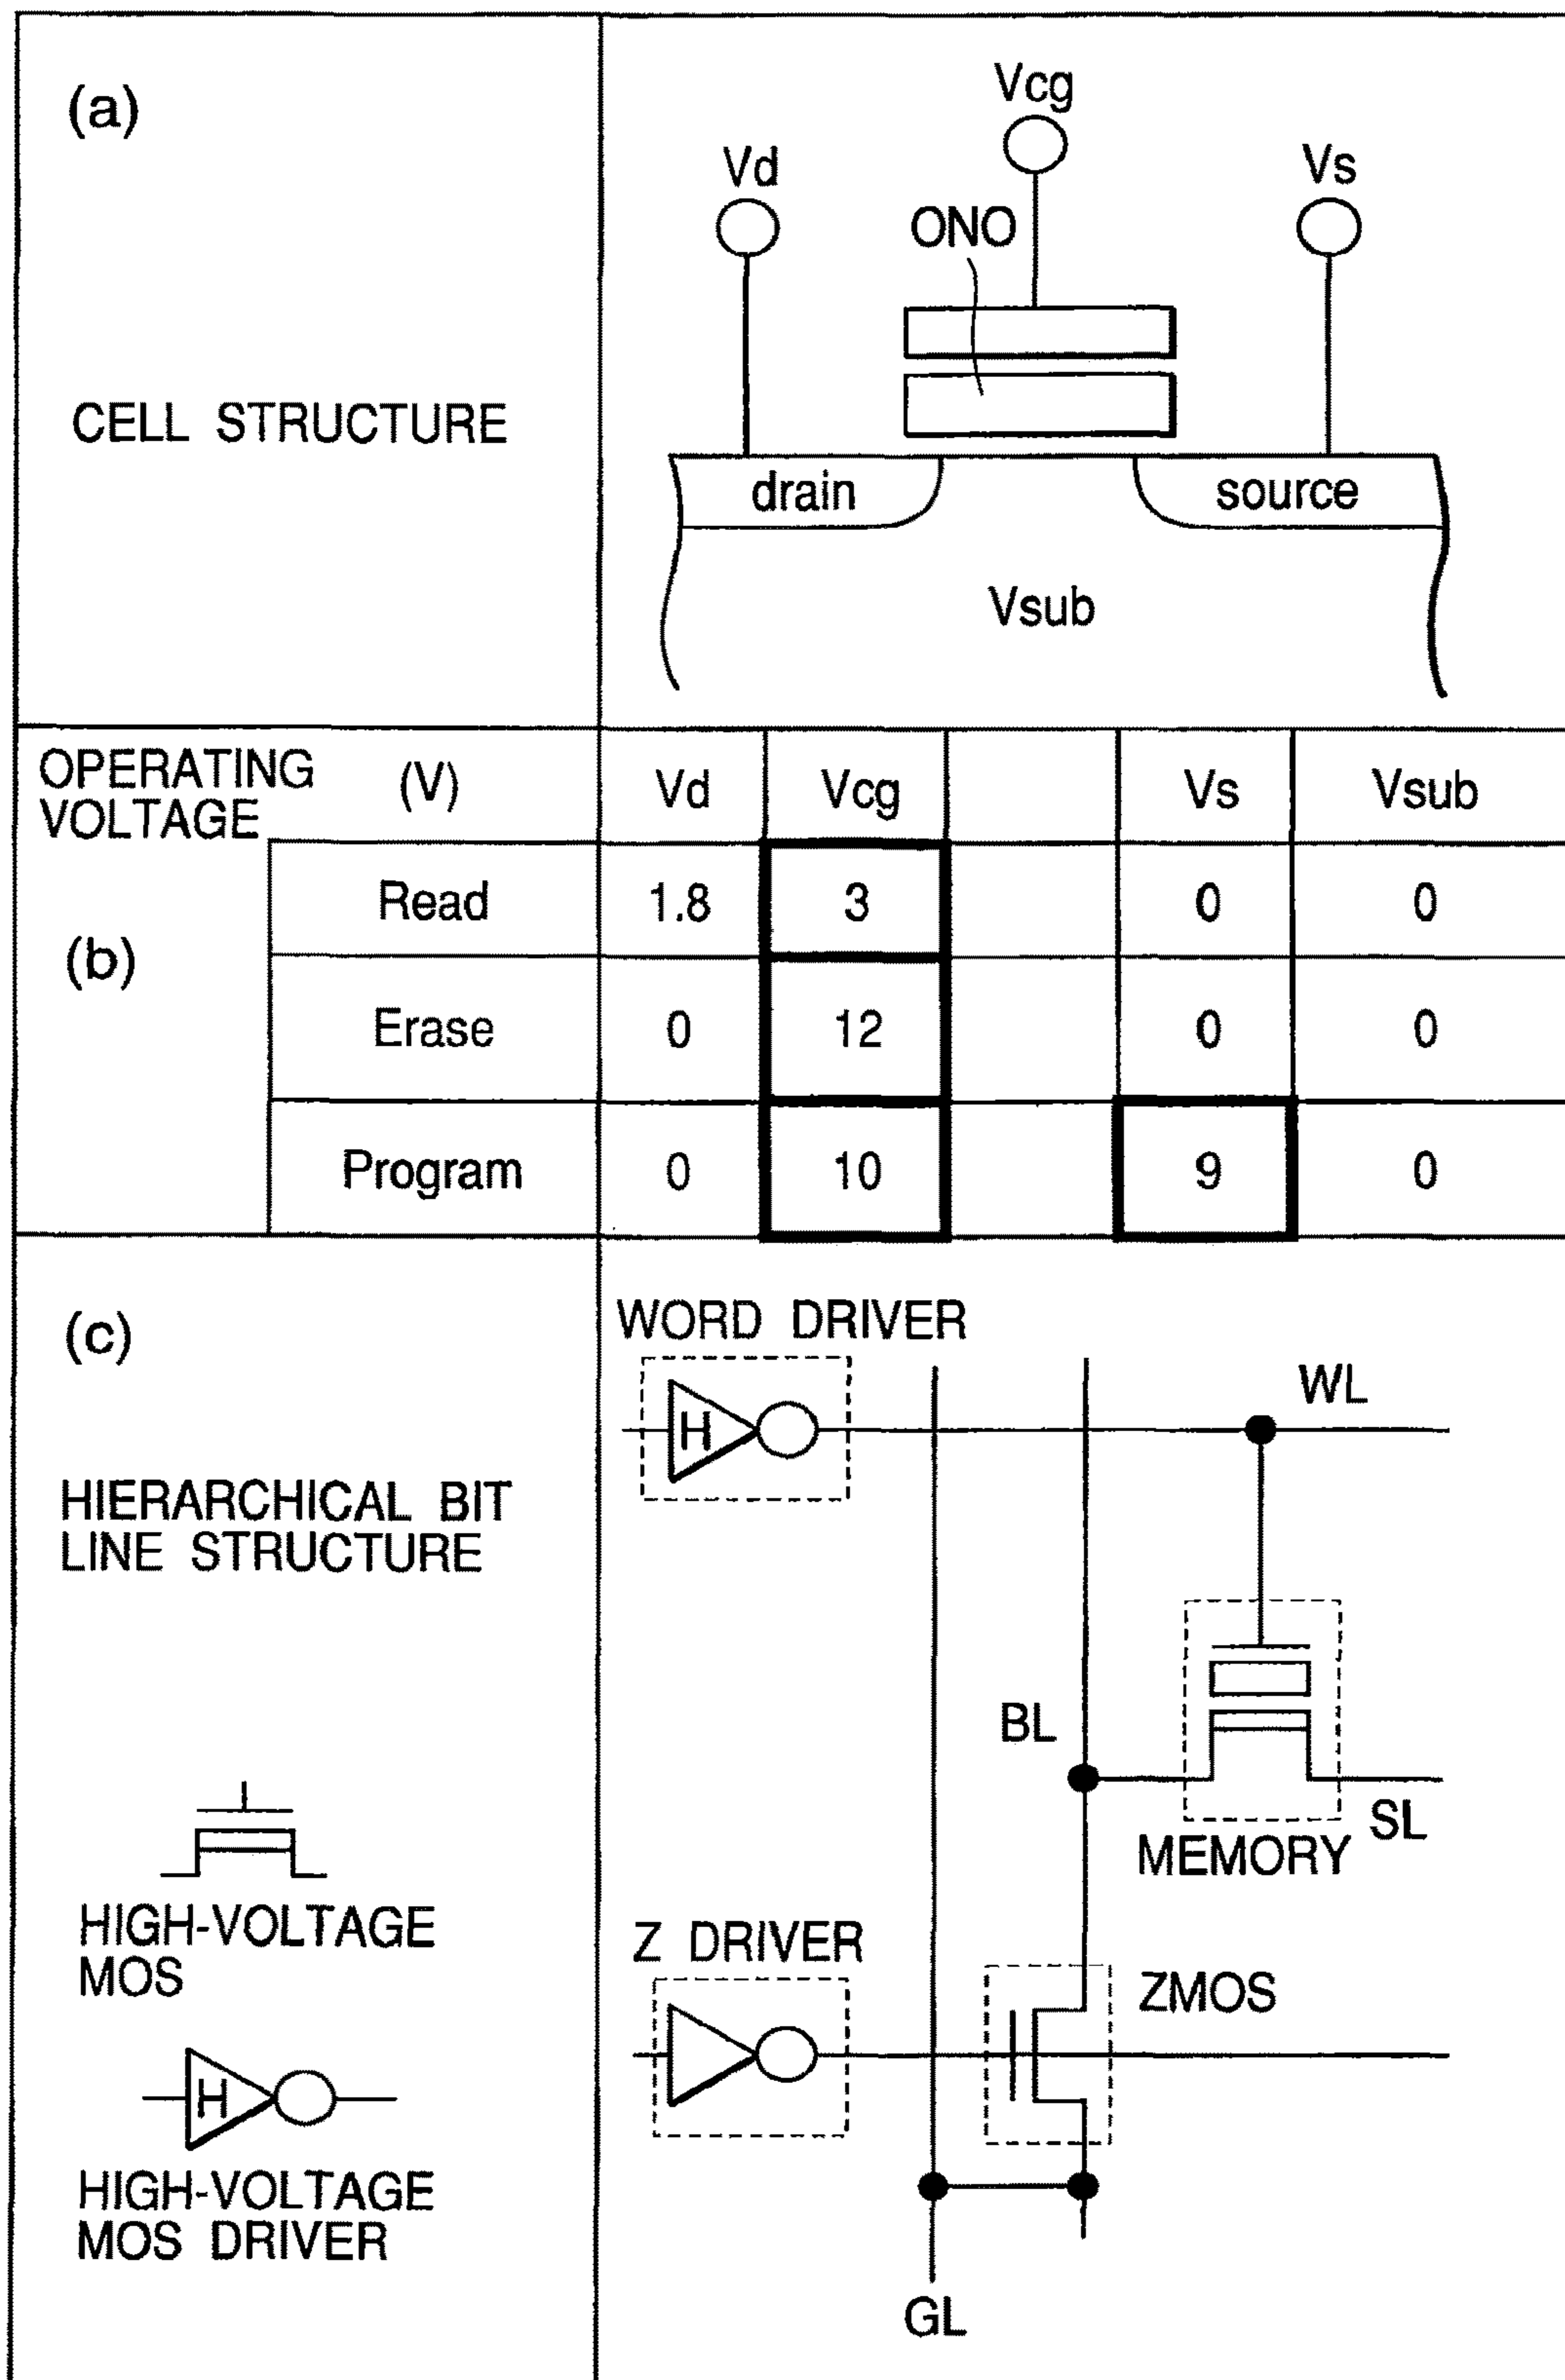 (a)
CELL STRUCTURE
Vcg
Vd
Vs
ONO
drain
source
Vsub
OPERATING
VOLTAGE
(V) Vd Vcg Vs Vsub
(b)
Read 1.8 3 0 0
Erase 0 12 0 0
Program 0 10 9 0
(c)
HIERARCHICAL BIT
LINE STRUCTURE
HIGH-VOLTAGE
MOS
H
HIGH-VOLTAGE
MOS DRIVER
WORD DRIVER
H
WL
BL
SL
MEMORY
Z DRIVER
ZMOS
GL